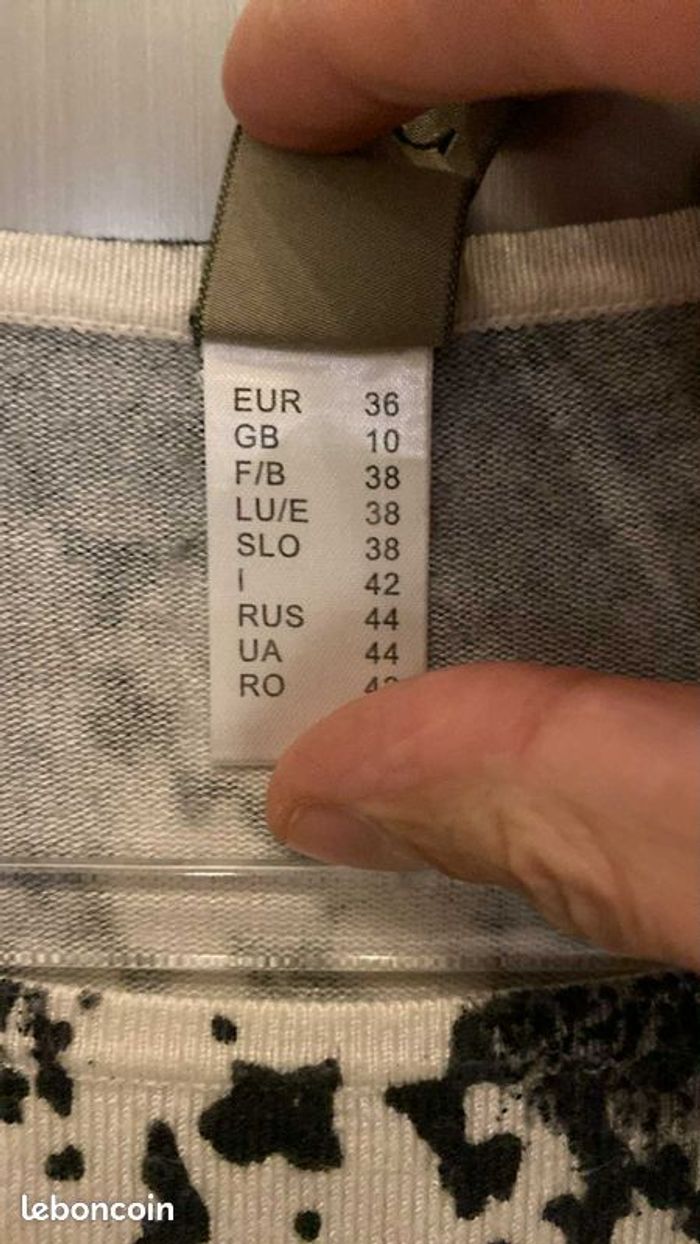 EUR 36
GB 10
F/B 38
LU/E 38
SLO 38
I 42
RUS 44
UA 44
RO
leboncoin